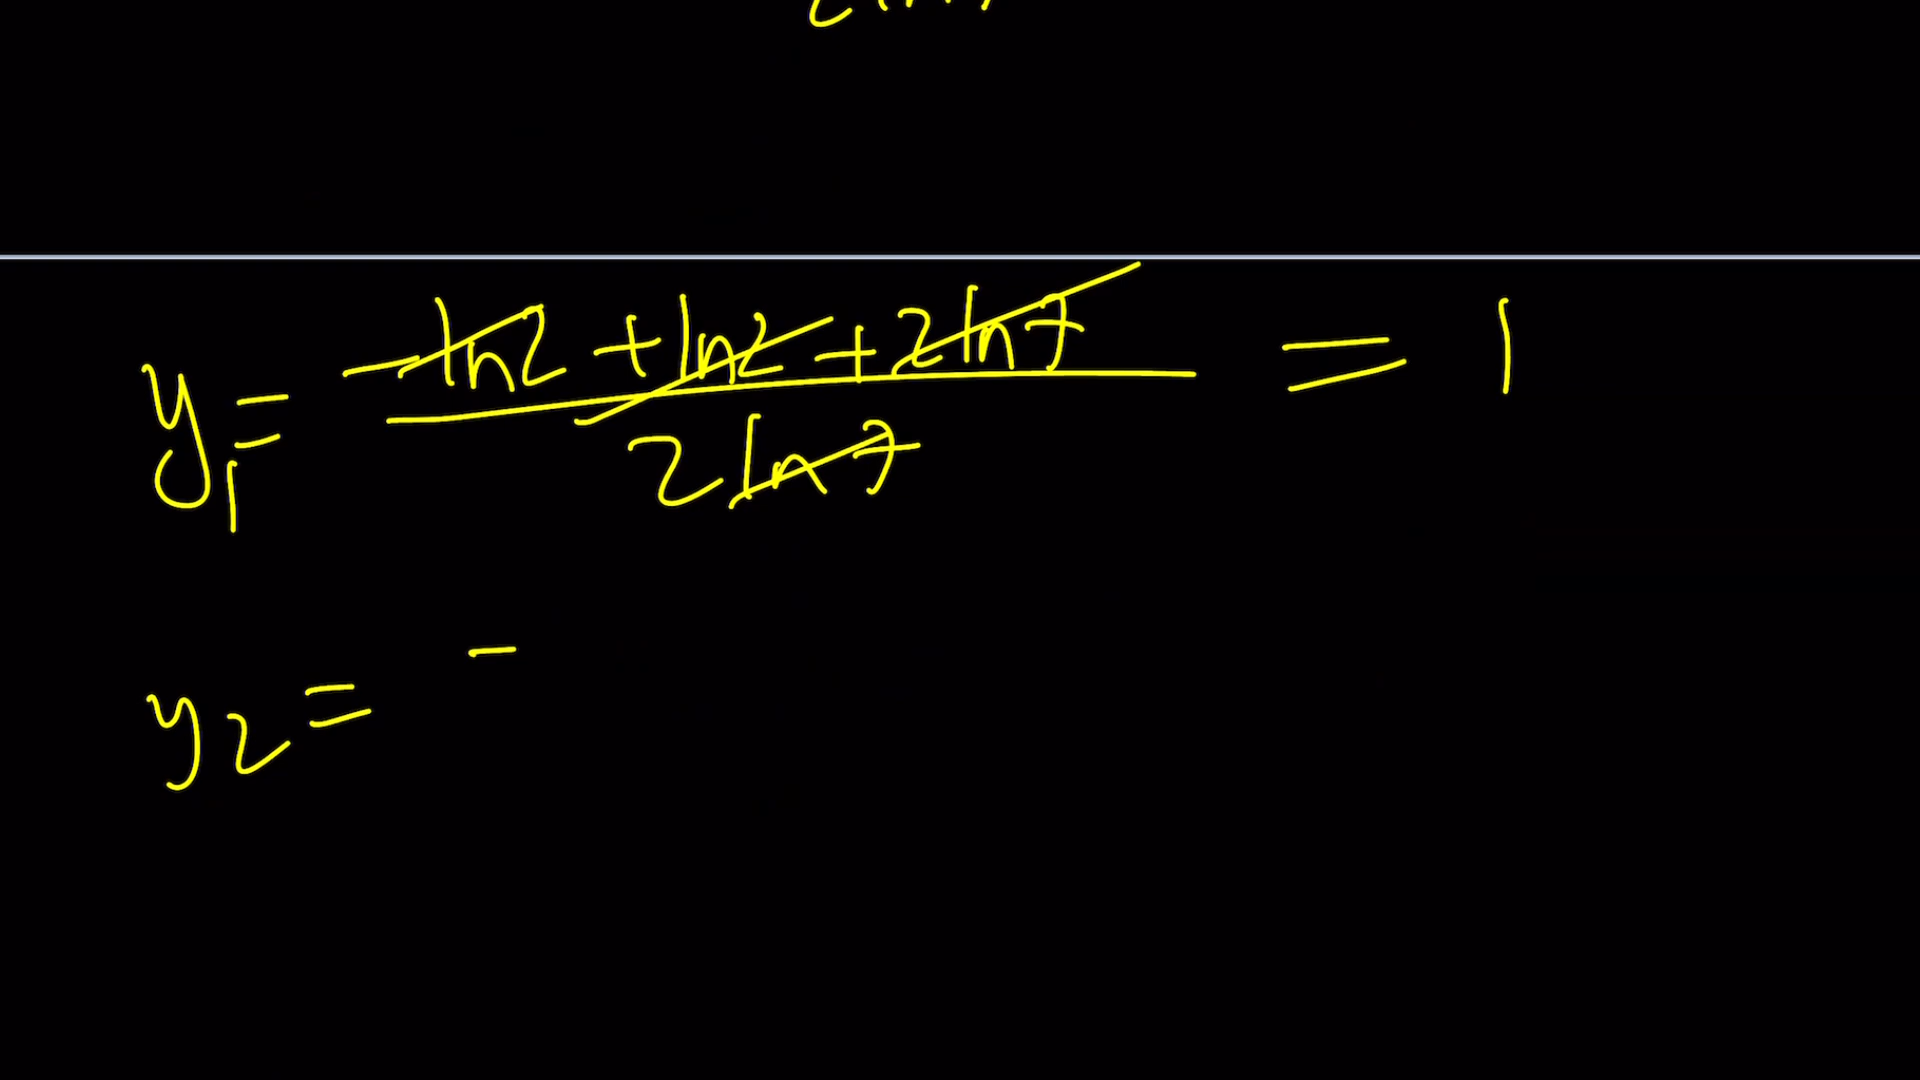 y₁ = (-ln2 + ln2 + 2ln7) / (2ln7) = 1
y₂ = -